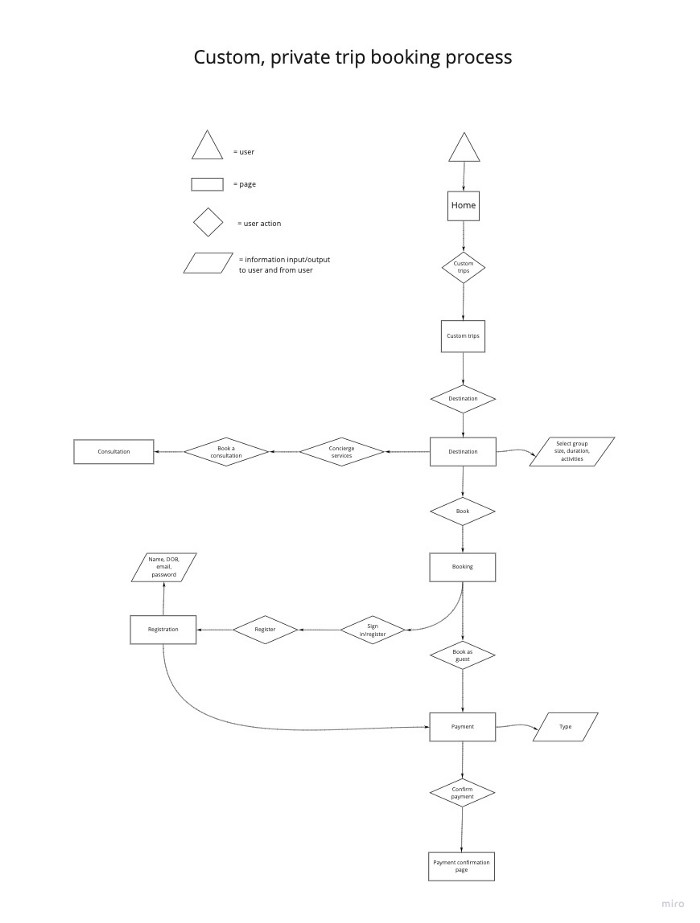 Custom, private trip booking process
= user
= page
= user action
= information input/output
to user and from user
Home
Custom
trips
Custom trips
Destination
Consultation
Book a
consultation
Concierge
services
Destination
Select group
size, duration,
activities
Book
Name, DOB,
email,
password
Booking
Registration
Register
Sign
in/register
Book as
guest
Payment
Type
Confirm
payment
Payment confirmation
page
miro